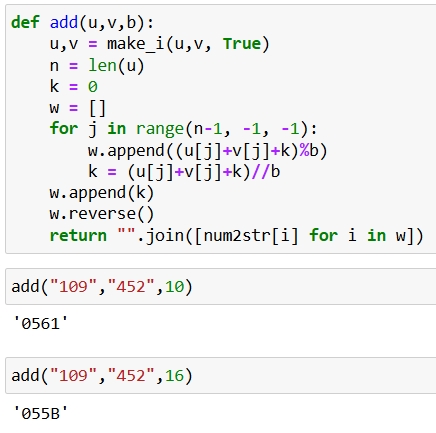 def add(u,v,b):
    u,v = make_i(u,v, True)
    n = len(u)
    k = 0
    w = []
    for j in range(n-1, -1, -1):
        w.append((u[j]+v[j]+k)%b)
        k = (u[j]+v[j]+k)//b
    w.append(k)
    w.reverse()
    return "".join([num2str[i] for i in w])
add("109","452",10)
'0561'
add("109","452",16)
'055B'